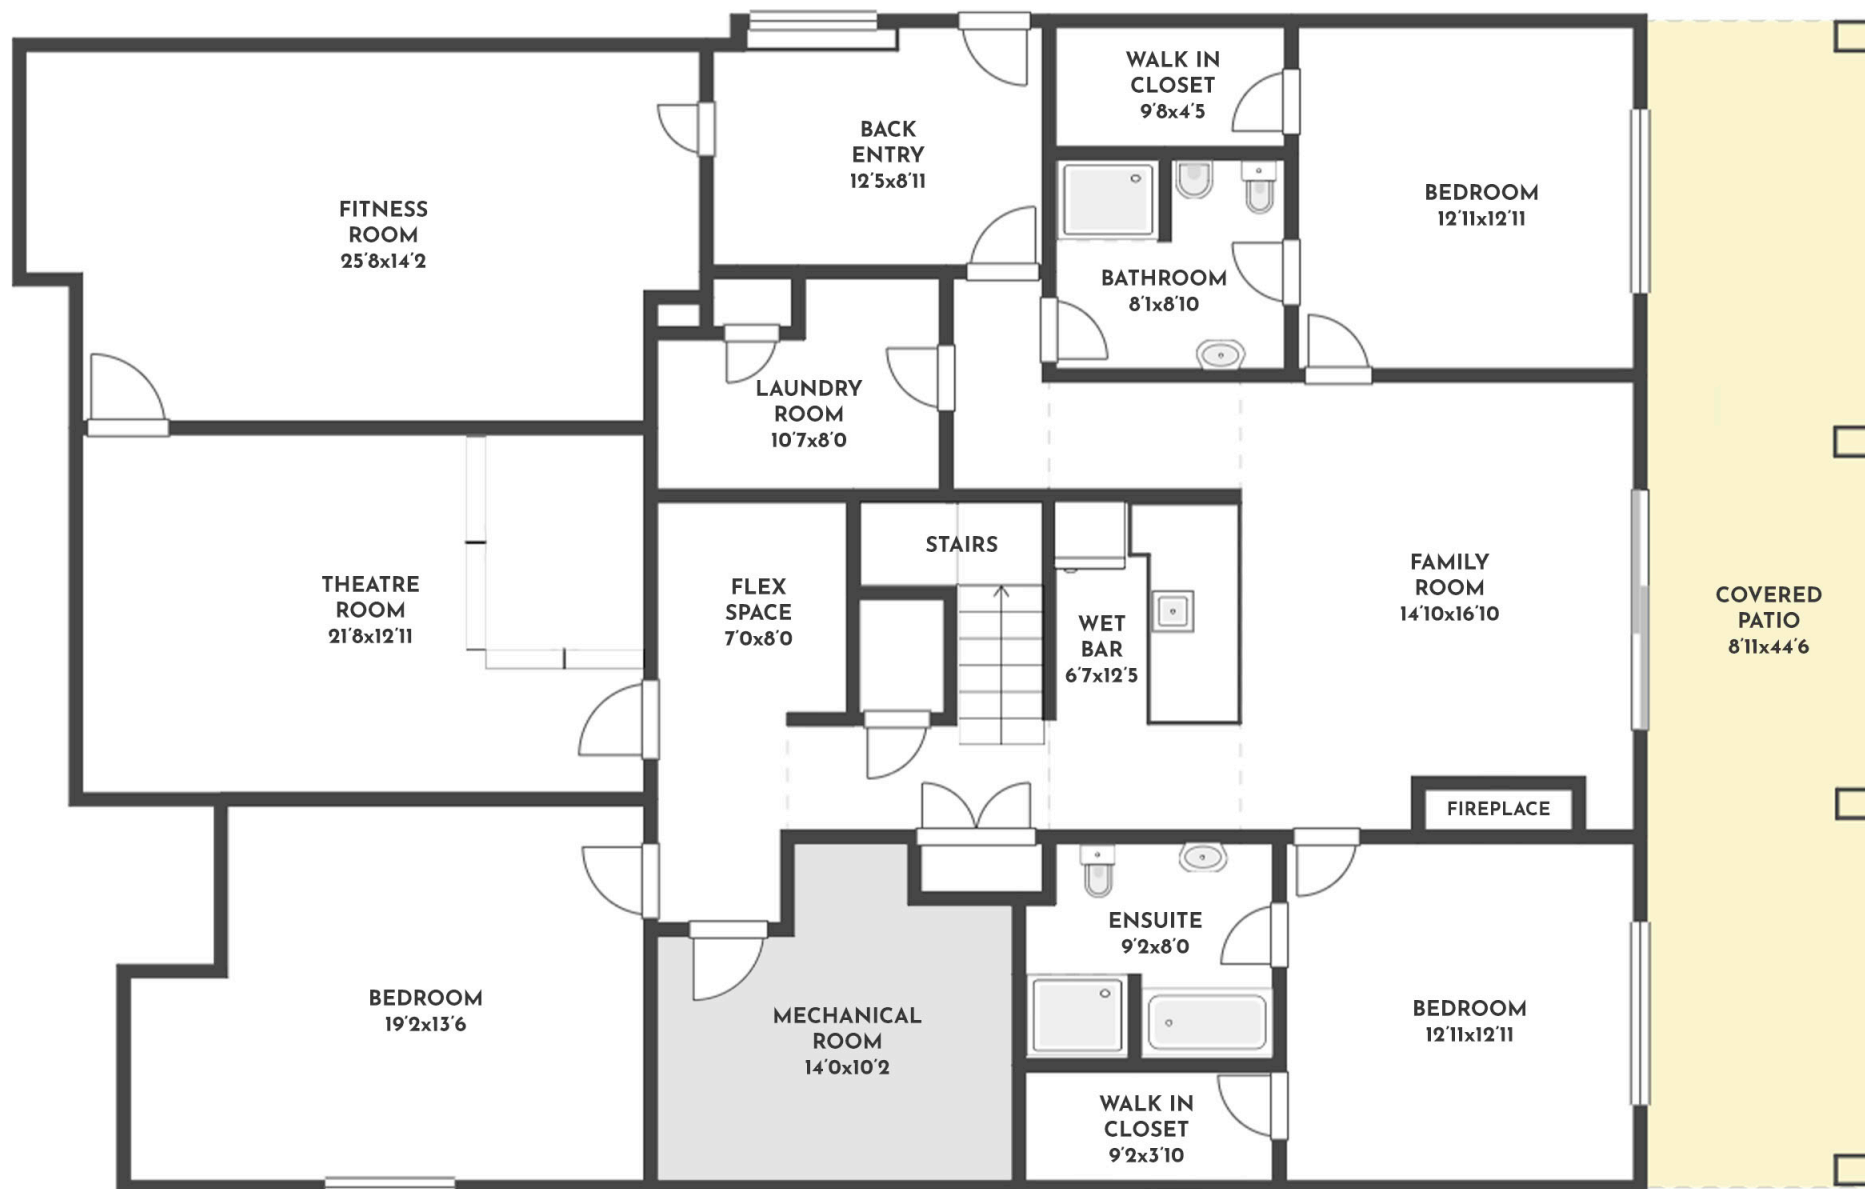 WALK IN
CLOSET
9'8x4'5
BACK
ENTRY
12'5x8'11
BEDROOM
12'11x12'11
FITNESS
ROOM
25'8x14'2
BATHROOM
8'1x8'10
LAUNDRY
ROOM
10'7x8'0
STAIRS
THEATRE
ROOM
21'8x12'11
FLEX
SPACE
7'0x8'0
WET
BAR
6'7x12'5
FAMILY
ROOM
14'10x16'10
COVERED
PATIO
8'11x44'6
FIREPLACE
ENSUITE
9'2x8'0
BEDROOM
19'2x13'6
MECHANICAL
ROOM
14'0x10'2
BEDROOM
12'11x12'11
WALK IN
CLOSET
9'2x3'10